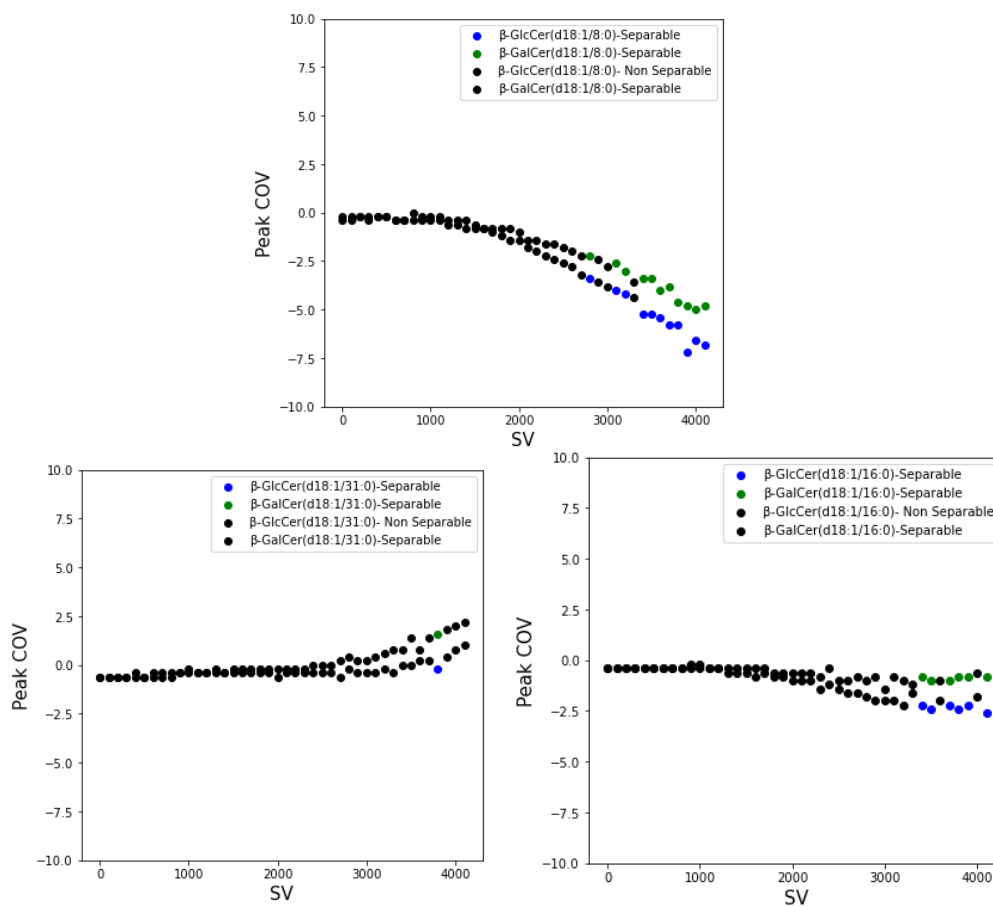 β-GlcCer(d18:1/8:0)-Separable
β-GalCer(d18:1/8:0)-Separable
β-GlcCer(d18:1/8:0)- Non Separable
β-GalCer(d18:1/8:0)-Separable
10.0
7.5
5.0
2.5
0.0
−2.5
−5.0
−7.5
−10.0
Peak COV
0 1000 2000 3000 4000
SV
β-GlcCer(d18:1/31:0)-Separable
β-GalCer(d18:1/31:0)-Separable
β-GlcCer(d18:1/31:0)- Non Separable
β-GalCer(d18:1/31:0)-Separable
10.0
7.5
5.0
2.5
0.0
−2.5
−5.0
−7.5
−10.0
Peak COV
0 1000 2000 3000 4000
SV
β-GlcCer(d18:1/16:0)-Separable
β-GalCer(d18:1/16:0)-Separable
β-GlcCer(d18:1/16:0)- Non Separable
β-GalCer(d18:1/16:0)-Separable
10.0
7.5
5.0
2.5
0.0
−2.5
−5.0
−7.5
−10.0
Peak COV
0 1000 2000 3000 4000
SV